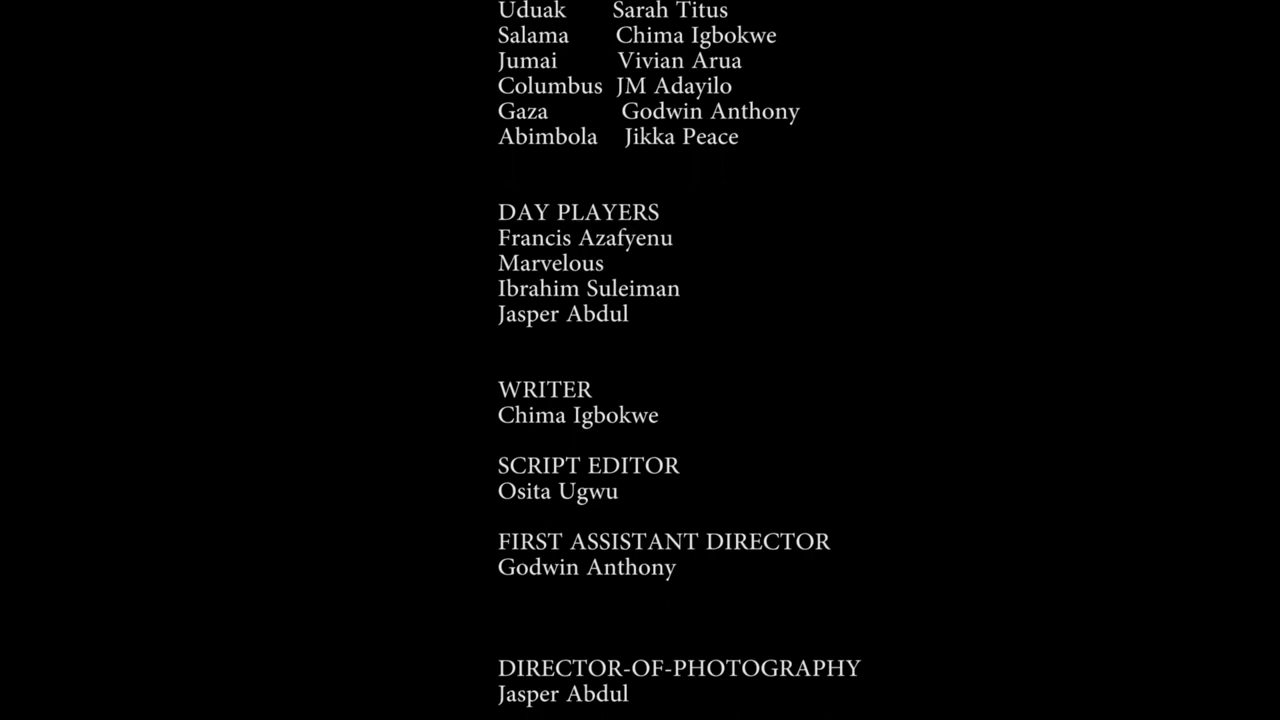 Uduak Sarah Titus
Salama Chima Igbokwe
Jumai Vivian Arua
Columbus JM Adayilo
Gaza Godwin Anthony
Abimbola Jikka Peace
DAY PLAYERS
Francis Azafyenu
Marvelous
Ibrahim Suleiman
Jasper Abdul
WRITER
Chima Igbokwe
SCRIPT EDITOR
Osita Ugwu
FIRST ASSISTANT DIRECTOR
Godwin Anthony
DIRECTOR-OF-PHOTOGRAPHY
Jasper Abdul